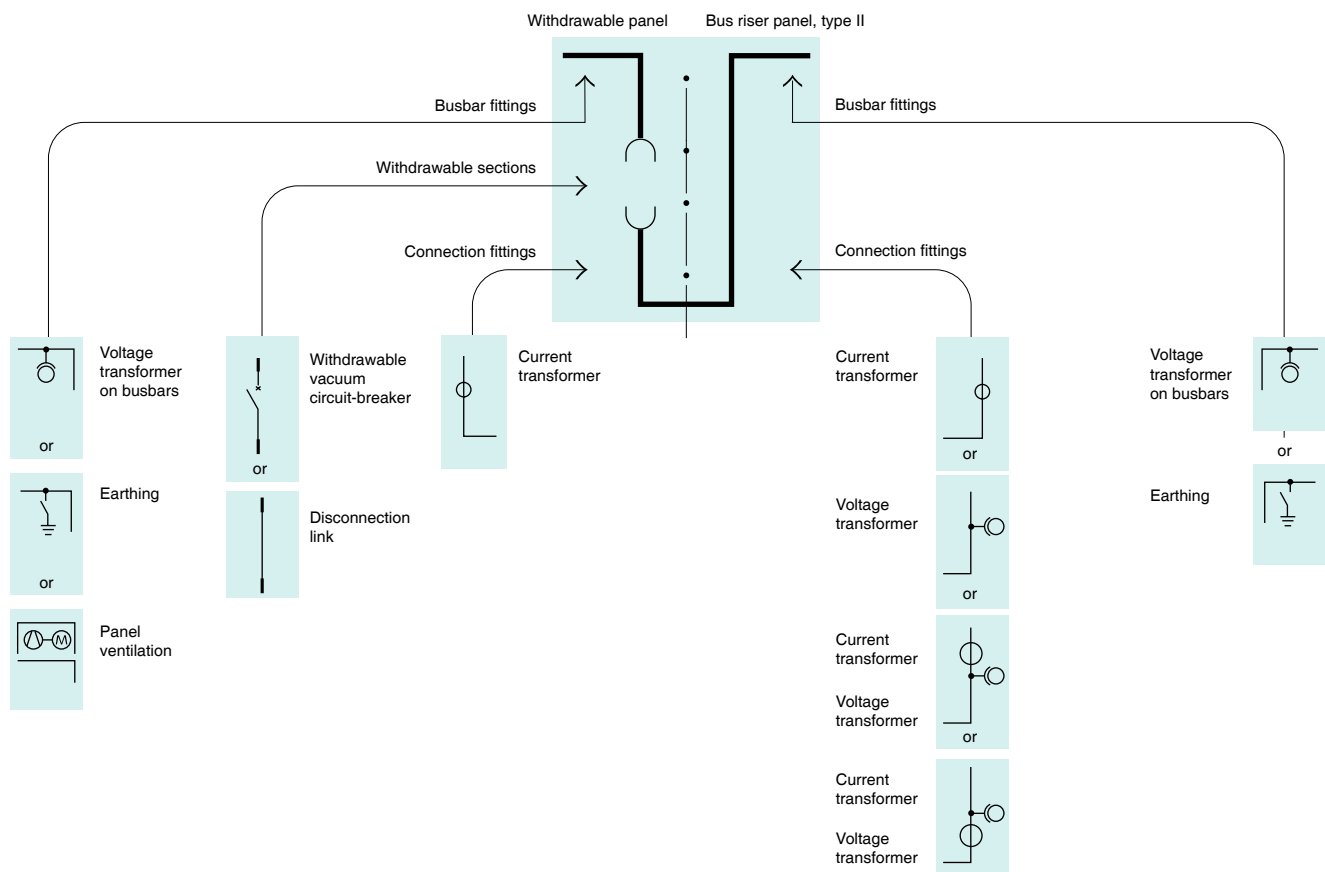 Withdrawable panel
Bus riser panel, type II
Busbar fittings
Busbar fittings
Withdrawable sections
Connection fittings
Connection fittings
Voltage
transformer
on busbars
or
Earthing
or
Panel
ventilation
M
Withdrawable
vacuum
circuit-breaker
or
Disconnection
link
Current
transformer
Current
transformer
or
Voltage
transformer
or
Current
transformer
Voltage
transformer
or
Current
transformer
Voltage
transformer
Voltage
transformer
on busbars
or
Earthing